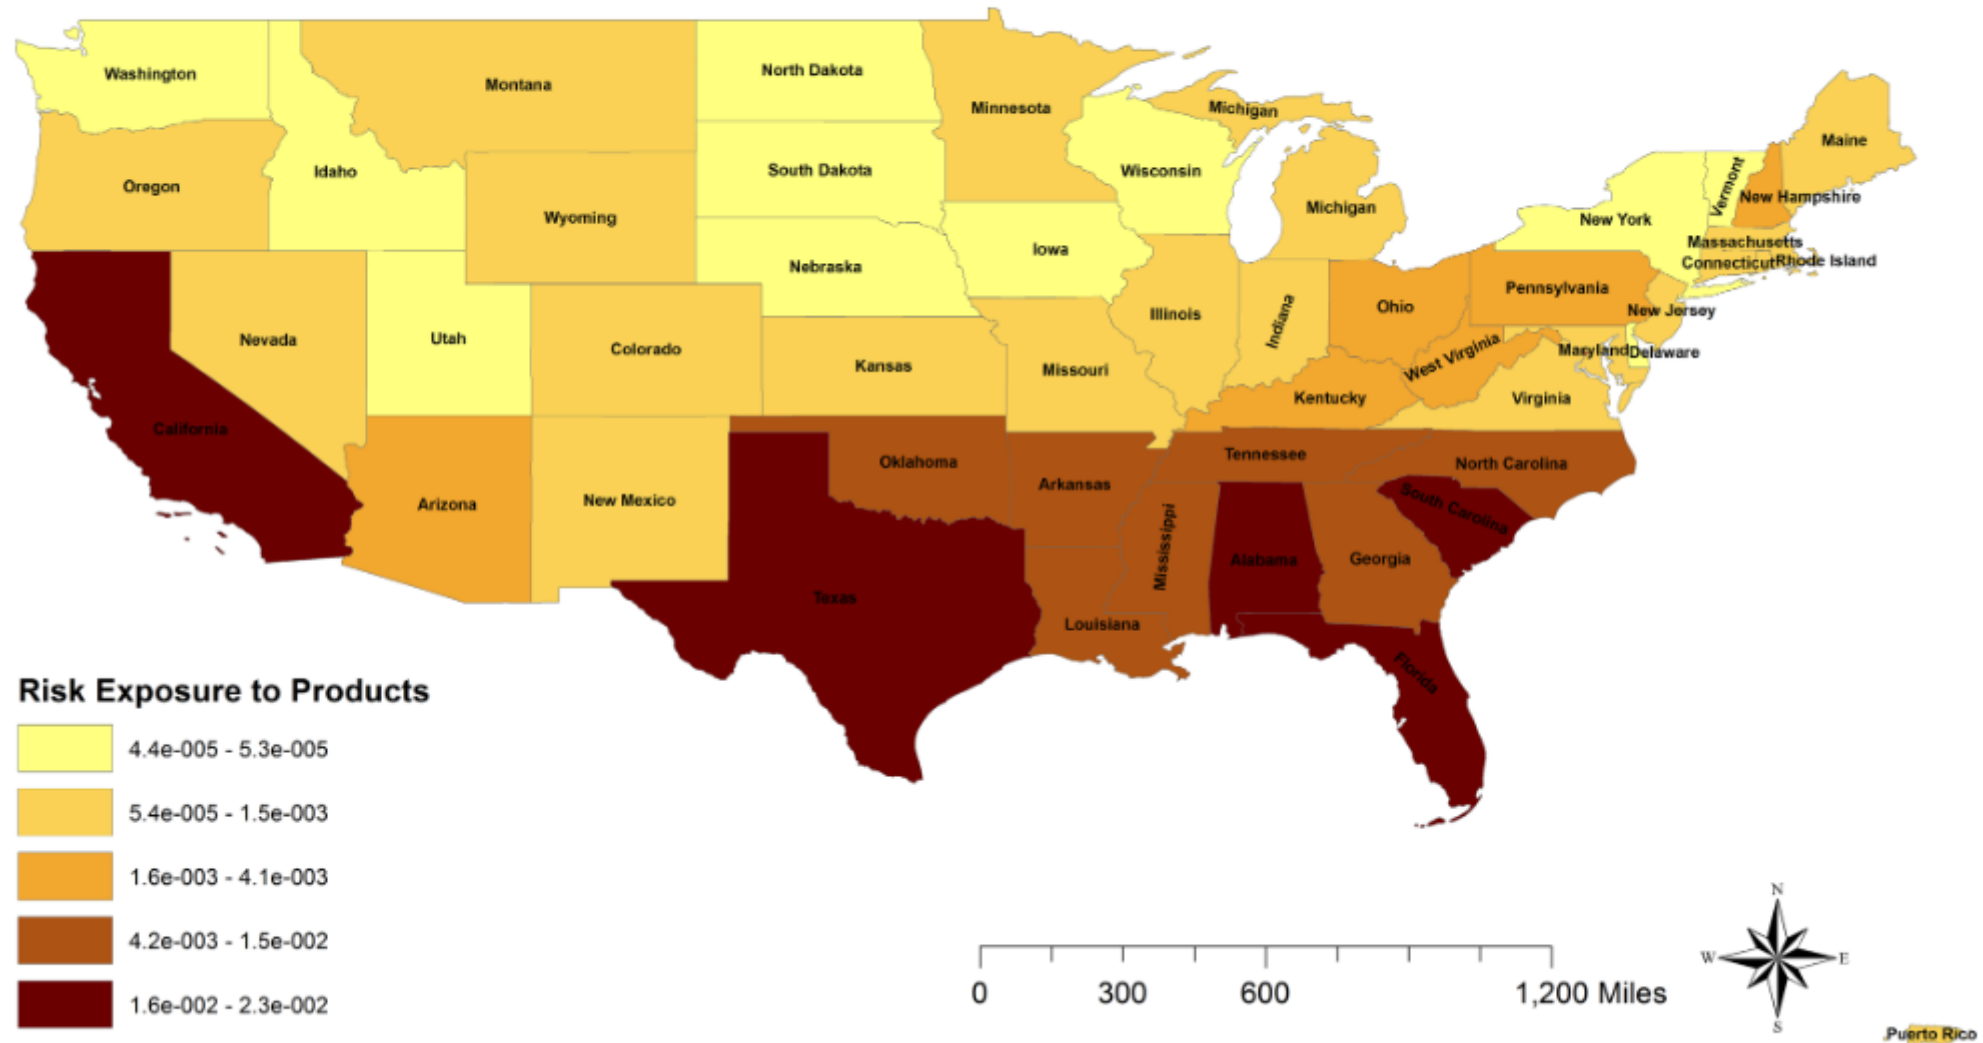 Washington
Montana
North Dakota
Minnesota
Michigan
Maine
Oregon
Idaho
South Dakota
Wisconsin
Vermont
New Hampshire
Wyoming
Michigan
New York
Iowa
Massachusetts
Nebraska
Connecticut
Rhode Island
Pennsylvania
Nevada
Utah
Colorado
Illinois
Indiana
Ohio
New Jersey
Kansas
Missouri
West Virginia
Maryland
Delaware
Kentucky
Virginia
California
Arizona
New Mexico
Oklahoma
Arkansas
Tennessee
North Carolina
South Carolina
Mississippi
Alabama
Georgia
Texas
Louisiana
Florida
Risk Exposure to Products
4.4e-005 - 5.3e-005
5.4e-005 - 1.5e-003
1.6e-003 - 4.1e-003
4.2e-003 - 1.5e-002
1.6e-002 - 2.3e-002
0 300 600 1,200 Miles
N
W E
S
Puerto Rico